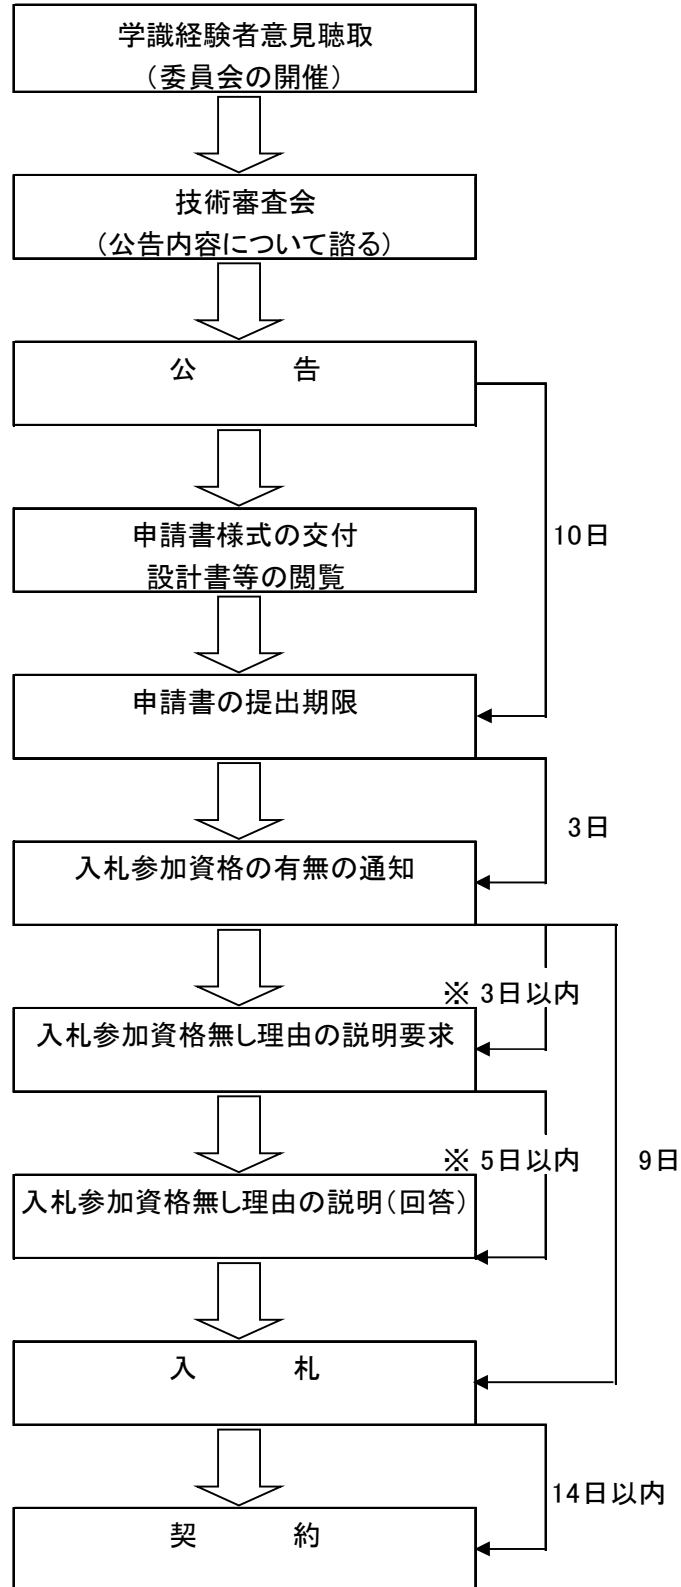 学識経験者意見聴取
(委員会の開催)
技術審査会
(公告内容について諮る)
公　　　告
申請書様式の交付
設計書等の閲覧
10日
申請書の提出期限
3日
入札参加資格の有無の通知
※ 3日以内
入札参加資格無し理由の説明要求
※ 5日以内
9日
入札参加資格無し理由の説明(回答)
入　　　札
14日以内
契　　　約